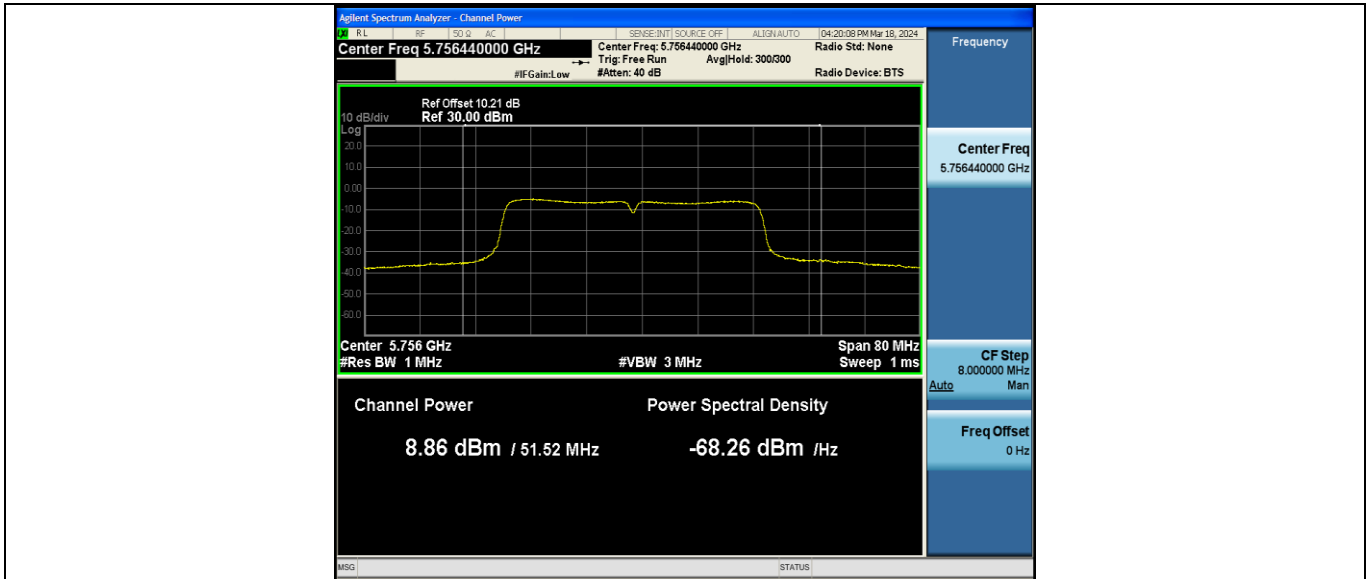 Agilent Spectrum Analyzer - Channel Power
LXI RL RF 50 Ω AC SENSE:INT SOURCE OFF ALIGN AUTO 04:20:08 PM Mar 18, 2024
Center Freq 5.756440000 GHz Center Freq: 5.756440000 GHz Radio Std: None
Trig: Free Run Avg|Hold: 300/300
#IFGain:Low #Atten: 40 dB Radio Device: BTS
Frequency
Ref Offset 10.21 dB
10 dB/div Ref 30.00 dBm
Log
20.0
10.0
0.00
-10.0
-20.0
-30.0
-40.0
-50.0
-60.0
Center 5.756 GHz Span 80 MHz
#Res BW 1 MHz #VBW 3 MHz Sweep 1 ms
Channel Power Power Spectral Density
8.86 dBm / 51.52 MHz -68.26 dBm /Hz
Center Freq
5.756440000 GHz
CF Step
8.000000 MHz
Auto Man
Freq Offset
0 Hz
MSG STATUS